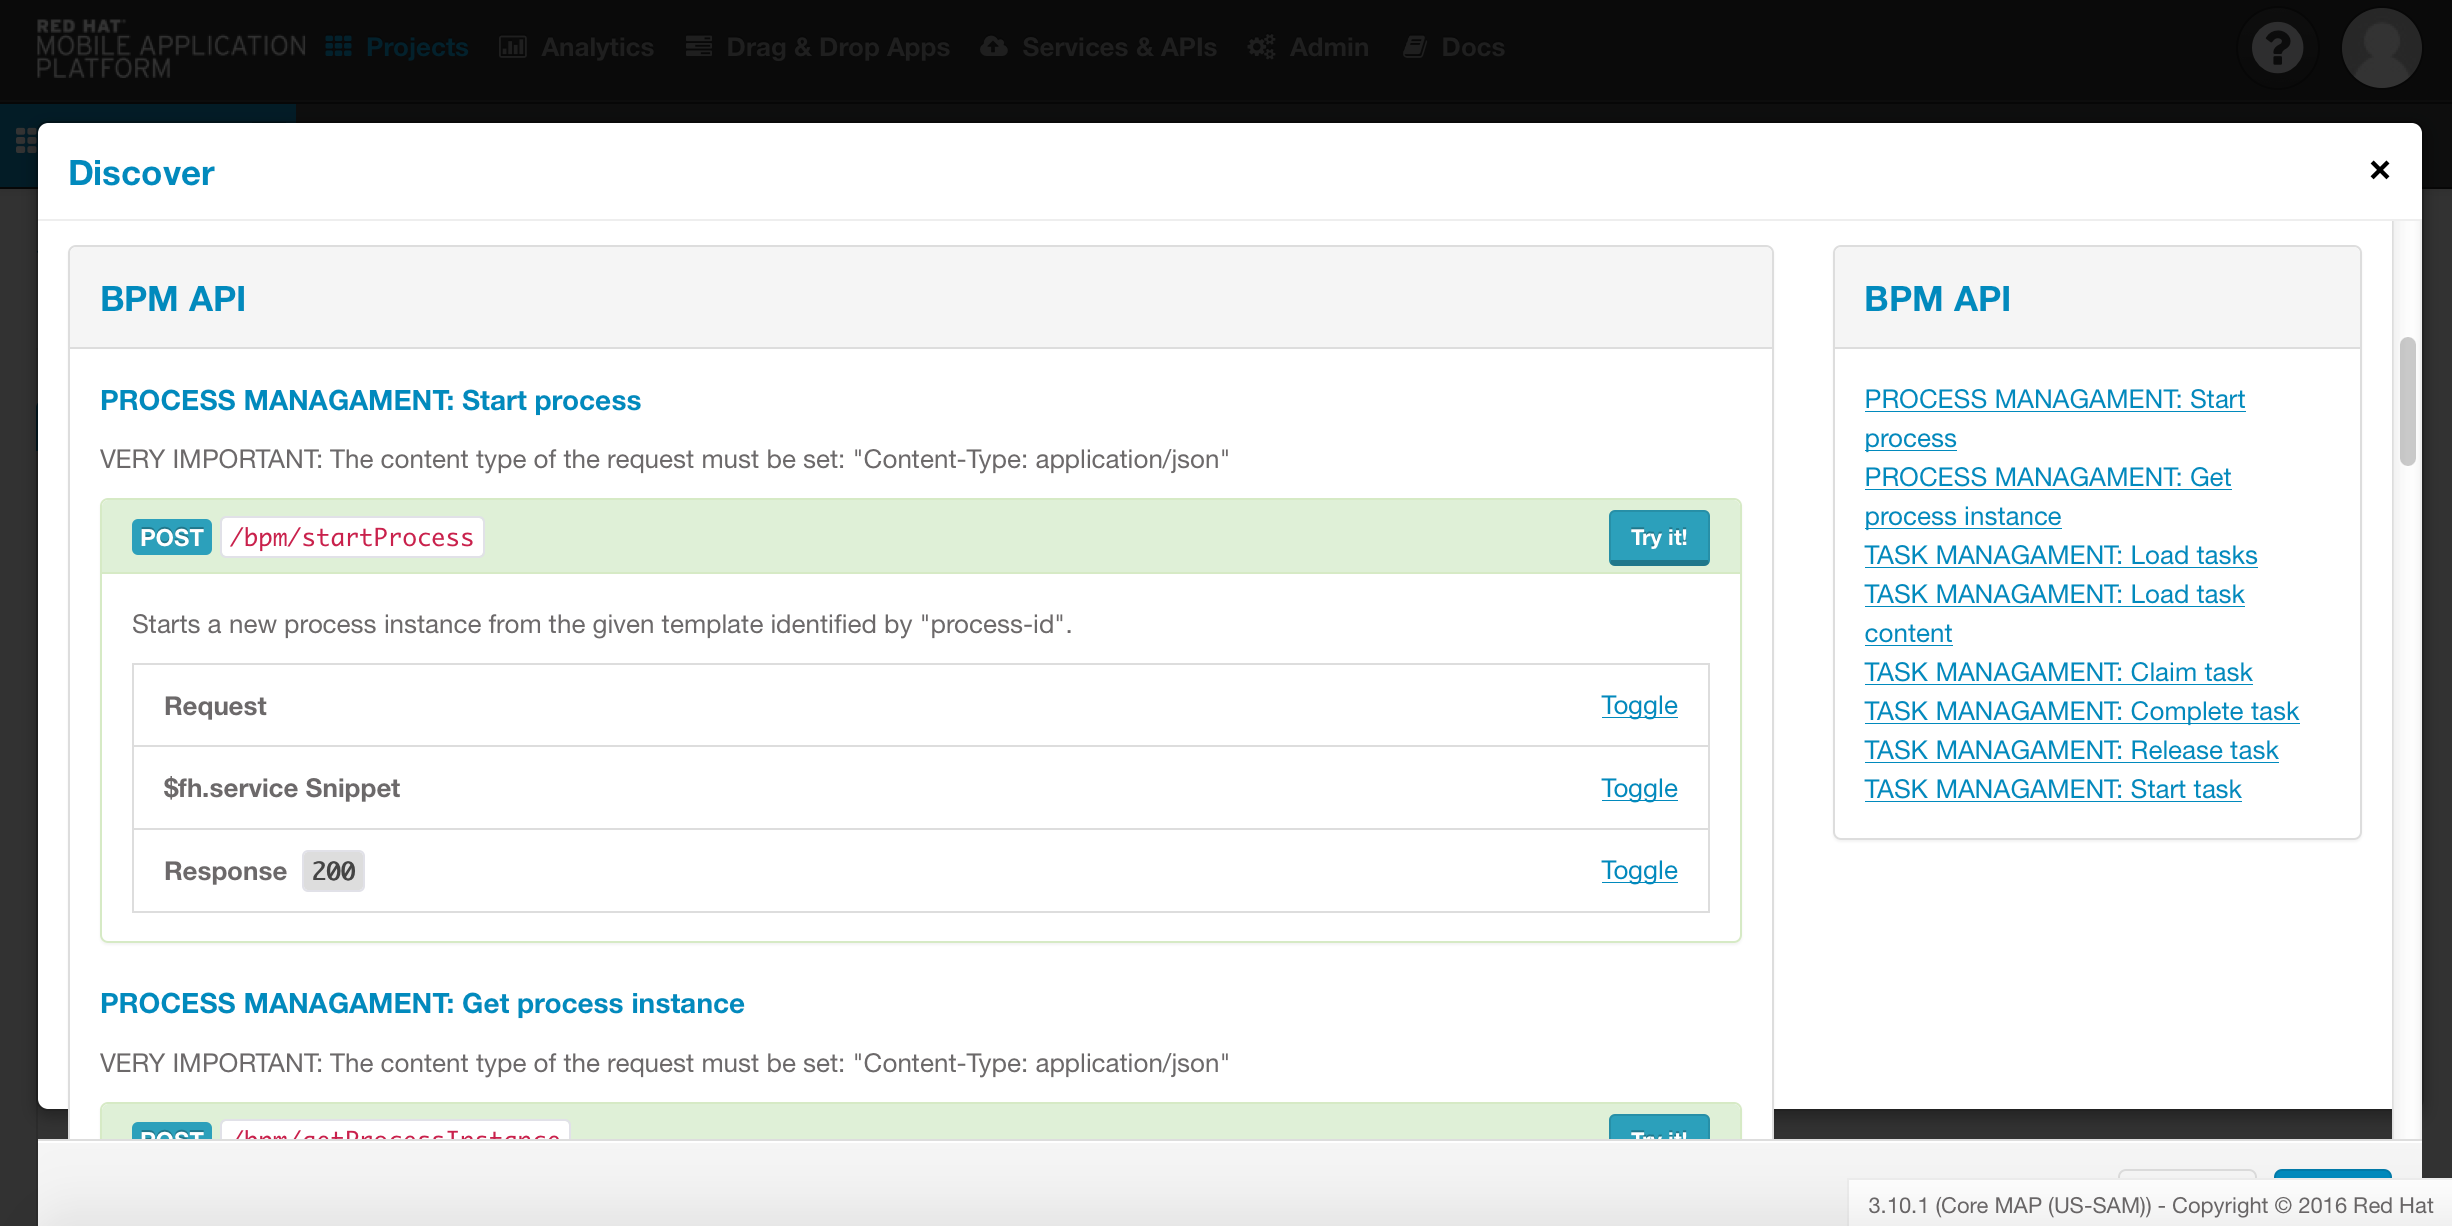 RED HAT
MOBILE APPLICATION
PLATFORM
Projects
Analytics
Drag & Drop Apps
Services & APIs
Admin
Docs
?
Discover
×
BPM API
PROCESS MANAGAMENT: Start process
VERY IMPORTANT: The content type of the request must be set: "Content-Type: application/json"
POST /bpm/startProcess
Try it!
Starts a new process instance from the given template identified by "process-id".
Request
Toggle
$fh.service Snippet
Toggle
Response 200
Toggle
PROCESS MANAGAMENT: Get process instance
VERY IMPORTANT: The content type of the request must be set: "Content-Type: application/json"
POST /bpm/getProcessInstance
Try it!
BPM API
PROCESS MANAGAMENT: Start
process
PROCESS MANAGAMENT: Get
process instance
TASK MANAGAMENT: Load tasks
TASK MANAGAMENT: Load task
content
TASK MANAGAMENT: Claim task
TASK MANAGAMENT: Complete task
TASK MANAGAMENT: Release task
TASK MANAGAMENT: Start task
3.10.1 (Core MAP (US-SAM)) - Copyright © 2016 Red Hat